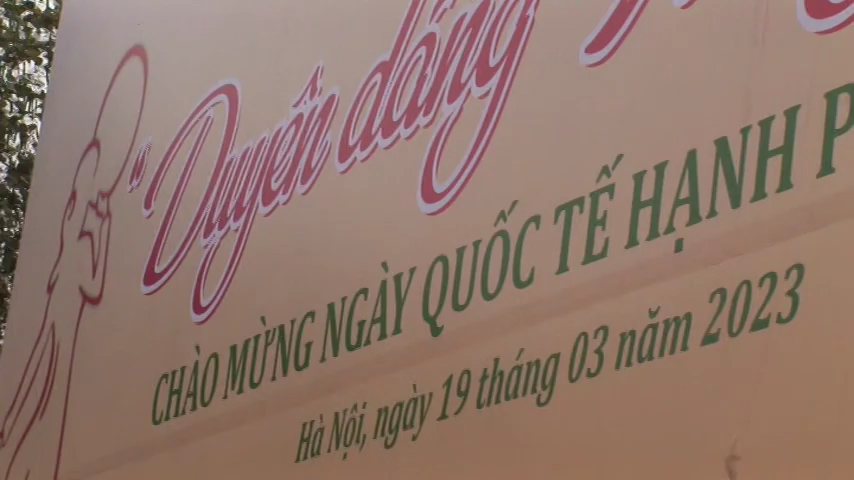 "Duyên dáng
CHÀO MỪNG NGÀY QUỐC TẾ HẠNH P
Hà Nội, ngày 19 tháng 03 năm 2023